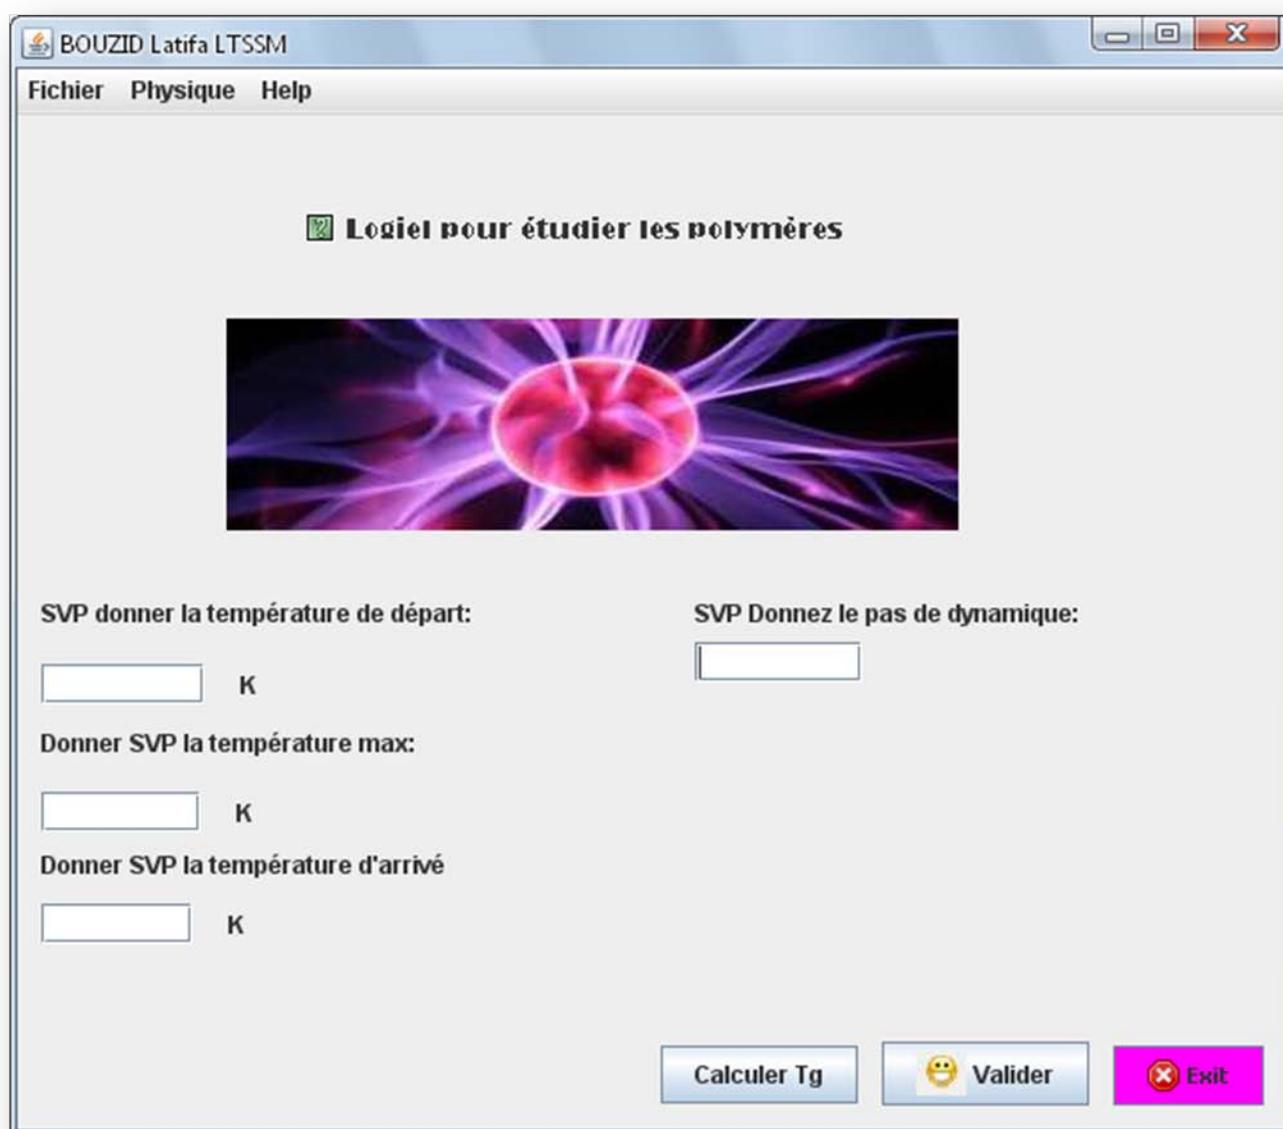 BOUZID Latifa LTSSM
Fichier Physique Help
Logiel pour étudier les polymères
SVP donner la température de départ:
SVP Donnez le pas de dynamique:
K
Donner SVP la température max:
K
Donner SVP la température d'arrivé
K
Calculer Tg
Valider
Exit